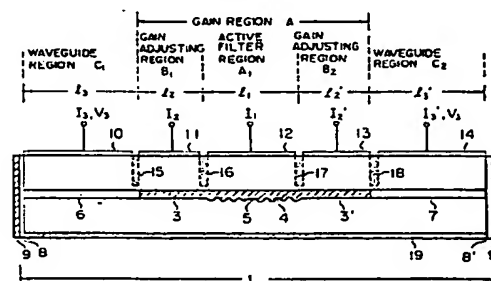 GAIN REGION A
WAVEGUIDE REGION C₁
GAIN ADJUSTING REGION B₁
ACTIVE FILTER REGION A₁
GAIN ADJUSTING REGION B₂
WAVEGUIDE REGION C₂
ℓ₃ ℓ₂ ℓ₁ ℓ₂' ℓ₃'
I₃, V₃ I₂ I₁ I₂' I₃', V₃
10 11 12 13 14
15 16 17 18
6 3 5 4 3' 7
9 8 19 8'